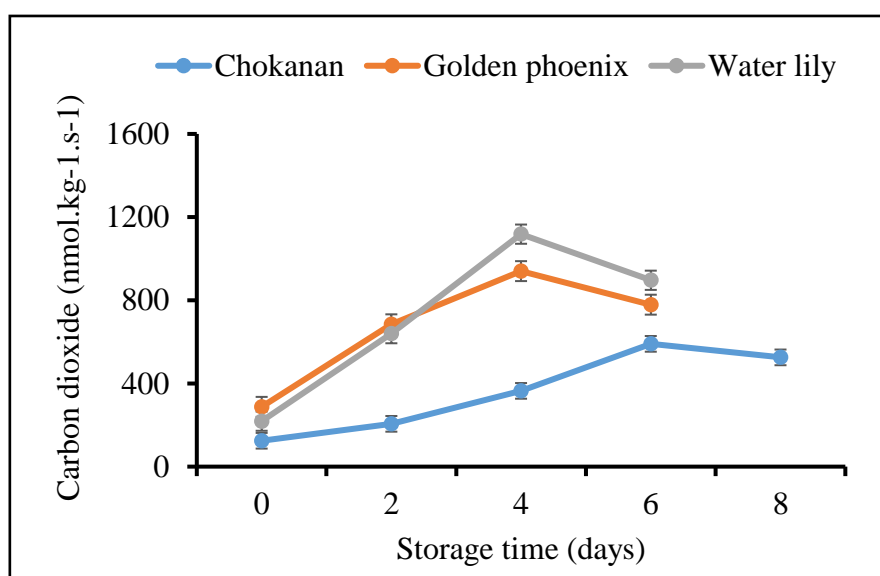 Chokanan Golden phoenix Water lily
Carbon dioxide (nmol.kg-1.s-1)
1600
1200
800
400
0
0 2 4 6 8
Storage time (days)